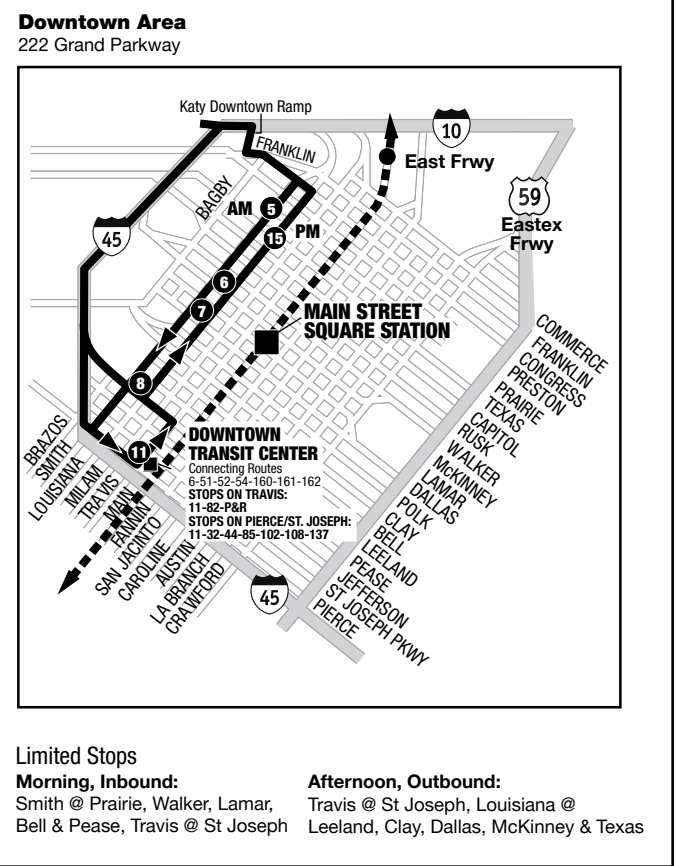 Downtown Area
222 Grand Parkway
Katy Downtown Ramp
10
FRANKLIN
East Frwy
59
Eastex
Frwy
BAGBY
AM
5
15
PM
45
6
7
MAIN STREET
SQUARE STATION
8
11
DOWNTOWN
TRANSIT CENTER
Connecting Routes
6-51-52-54-160-161-162
STOPS ON TRAVIS:
11-82-P&R
STOPS ON PIERCE/ST. JOSEPH:
11-32-44-85-102-108-137
COMMERCE
FRANKLIN
CONGRESS
PRESTON
PRAIRIE
TEXAS
CAPITOL
RUSK
WALKER
McKINNEY
LAMAR
DALLAS
POLK
CLAY
BELL
LEELAND
PEASE
JEFFERSON
ST JOSEPH PKWY
PIERCE
BRAZOS
SMITH
LOUISIANA
MILAM
TRAVIS
MAIN
FANNIN
SAN JACINTO
CAROLINE
AUSTIN
LA BRANCH
CRAWFORD
45
Limited Stops
Morning, Inbound:
Smith @ Prairie, Walker, Lamar,
Bell & Pease, Travis @ St Joseph
Afternoon, Outbound:
Travis @ St Joseph, Louisiana @
Leeland, Clay, Dallas, McKinney & Texas